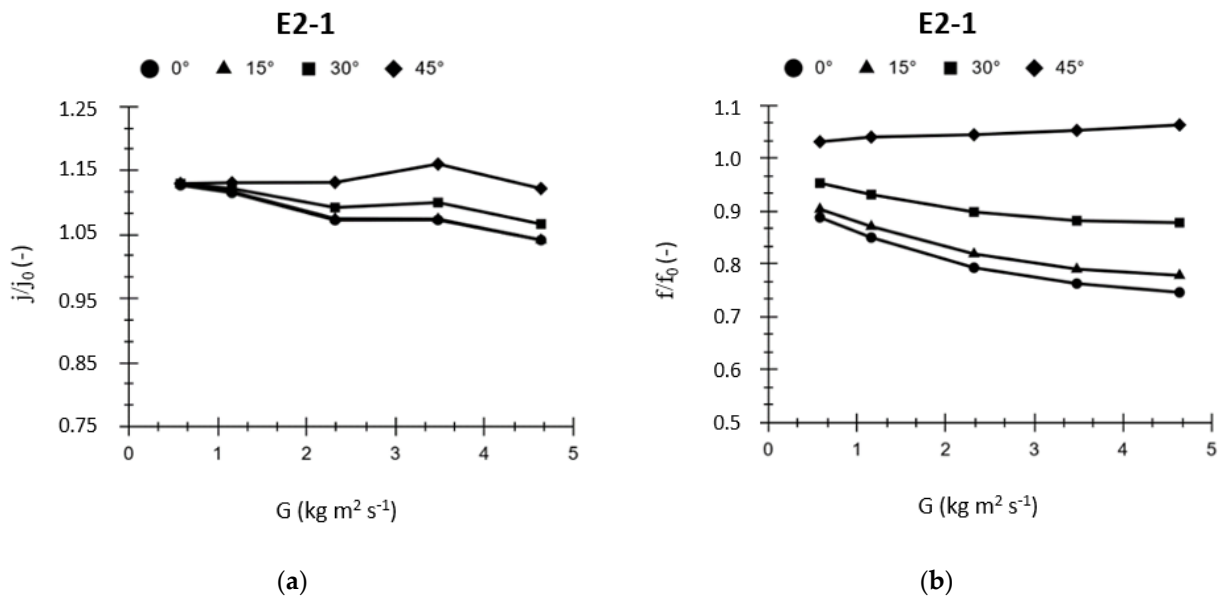 E2-1
0° 15° 30° 45°
1.25
1.15
1.05
0.95
0.85
0.75
j/j0 (-)
0 1 2 3 4 5
G (kg m² s⁻¹)
(a)
E2-1
0° 15° 30° 45°
1.1
1.0
0.9
0.8
0.7
0.6
0.5
f/f0 (-)
0 1 2 3 4 5
G (kg m² s⁻¹)
(b)